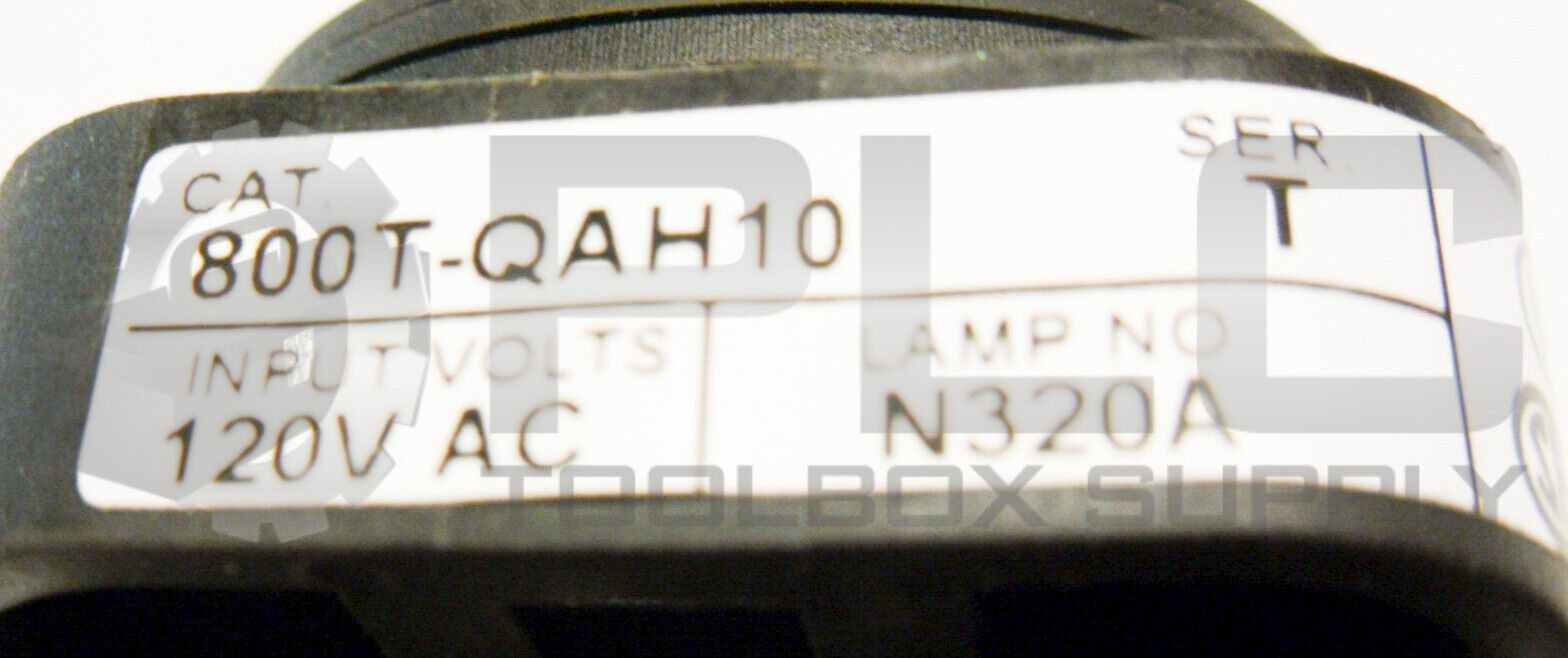 CAT. SER.
800T-QAH10 T
INPUT VOLTS LAMP NO
120V AC N320A
PLC
TOOLBOX SUPPLY